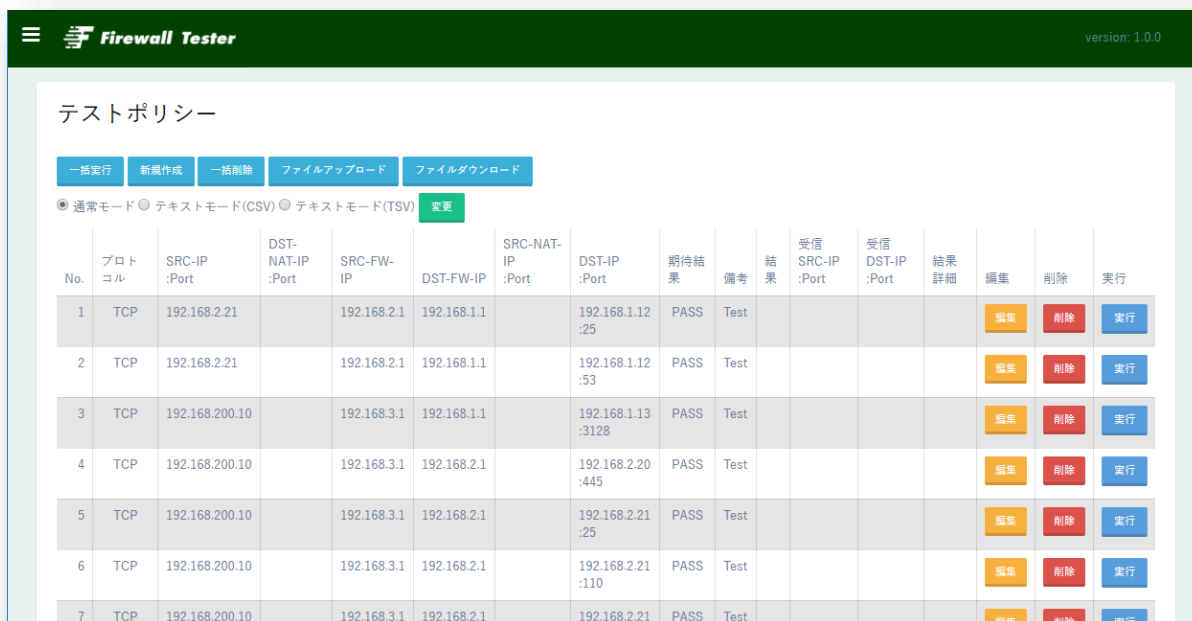 Firewall Tester
version: 1.0.0
テストポリシー
一括実行 新規作成 一括削除 ファイルアップロード ファイルダウンロード
通常モード テキストモード(CSV) テキストモード(TSV) 変更
No. プロトコル SRC-IP :Port DST-NAT-IP :Port SRC-FW-IP DST-FW-IP SRC-NAT-IP :Port DST-IP :Port 期待結果 備考 結果 受信 SRC-IP :Port 受信 DST-IP :Port 結果詳細 編集 削除 実行
1 TCP 192.168.2.21 192.168.2.1 192.168.1.1 192.168.1.12 :25 PASS Test 編集 削除 実行
2 TCP 192.168.2.21 192.168.2.1 192.168.1.1 192.168.1.12 :53 PASS Test 編集 削除 実行
3 TCP 192.168.200.10 192.168.3.1 192.168.1.1 192.168.1.13 :3128 PASS Test 編集 削除 実行
4 TCP 192.168.200.10 192.168.3.1 192.168.2.1 192.168.2.20 :445 PASS Test 編集 削除 実行
5 TCP 192.168.200.10 192.168.3.1 192.168.2.1 192.168.2.21 :25 PASS Test 編集 削除 実行
6 TCP 192.168.200.10 192.168.3.1 192.168.2.1 192.168.2.21 :110 PASS Test 編集 削除 実行
7 TCP 192.168.200.10 192.168.3.1 192.168.2.1 192.168.2.21 PASS Test 編集 削除 実行